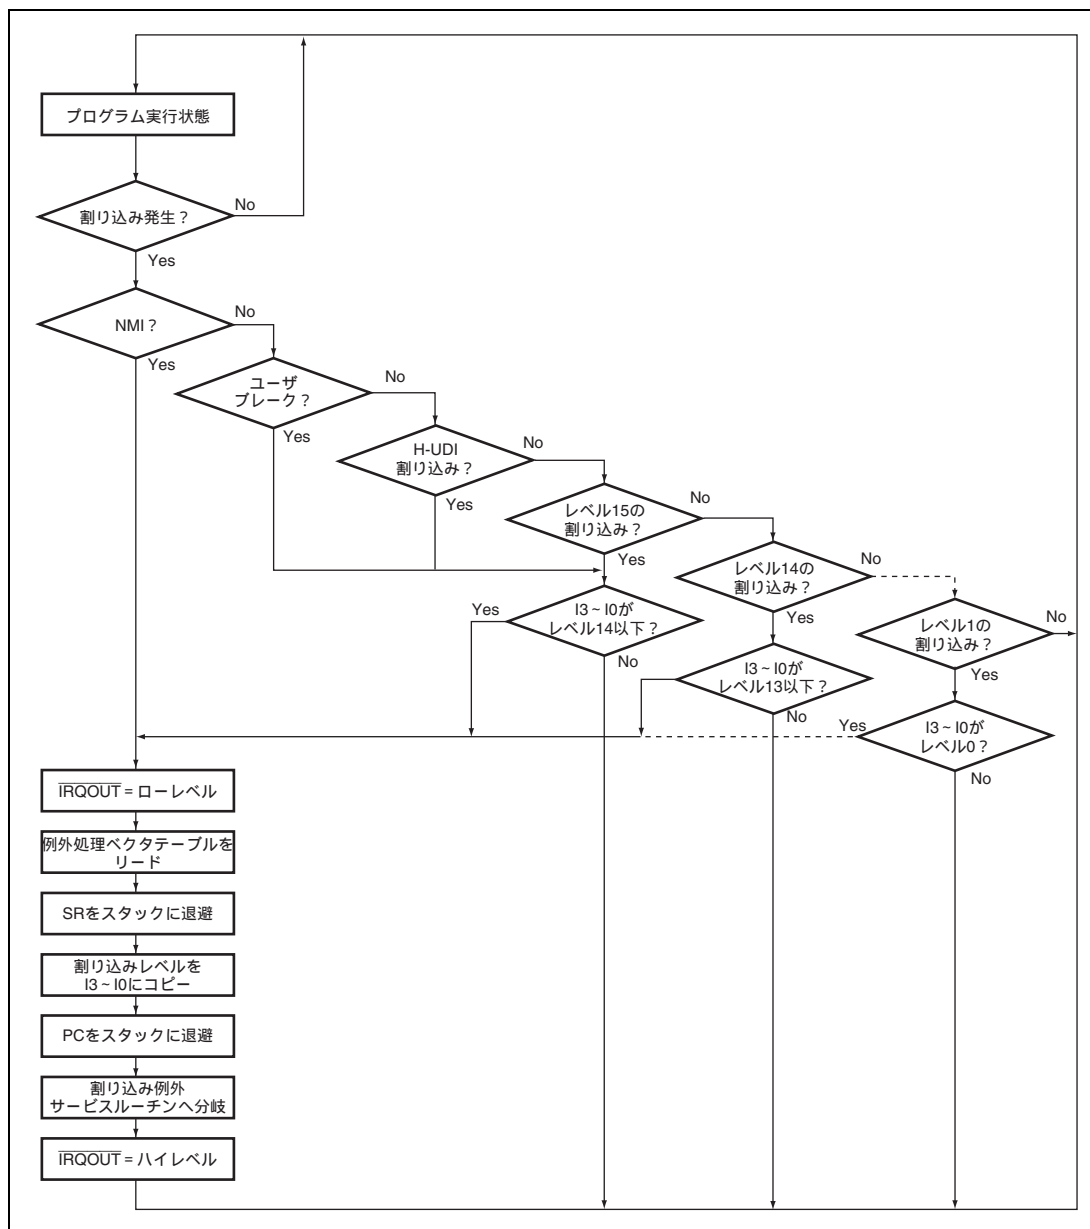 プログラム実行状態
割り込み発生？
No
Yes
NMI？
No
Yes
ユーザ
ブレーク？
No
Yes
H-UDI
割り込み？
No
Yes
レベル15の
割り込み？
No
Yes
レベル14の
割り込み？
No
Yes
レベル1の
割り込み？
No
Yes
I3～I0が
レベル14以下？
Yes
No
I3～I0が
レベル13以下？
No
I3～I0が
レベル0？
Yes
No
IRQOUT = ローレベル
例外処理ベクタテーブルを
リード
SRをスタックに退避
割り込みレベルを
I3～I0にコピー
PCをスタックに退避
割り込み例外
サービスルーチンへ分岐
IRQOUT = ハイレベル